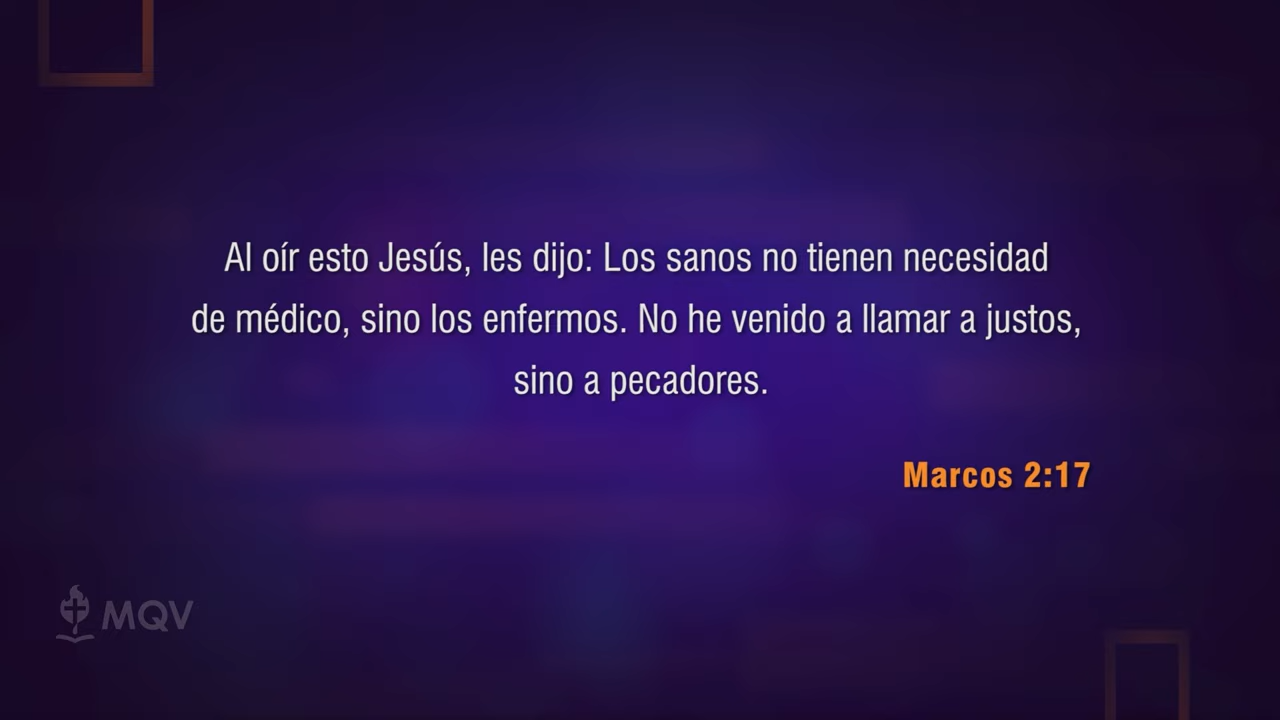 Al oír esto Jesús, les dijo: Los sanos no tienen necesidad
de médico, sino los enfermos. No he venido a llamar a justos,
sino a pecadores.
Marcos 2:17
MQV